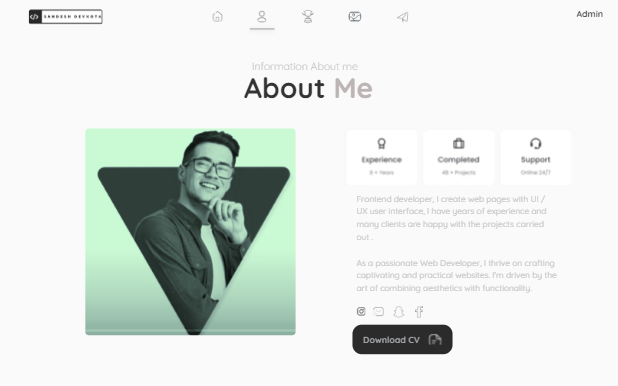 </> SANDESH DEVKOTA
Admin
Information About me
About Me
Experience
Completed
Support
8 + Years
48 + Projects
Online 24/7
Frontend developer, I create web pages with UI /
UX user interface, I have years of experience and
many clients are happy with the projects carried
out .
As a passionate Web Developer, I thrive on crafting
captivating and practical websites. I'm driven by the
art of combining aesthetics with functionality.
Download CV